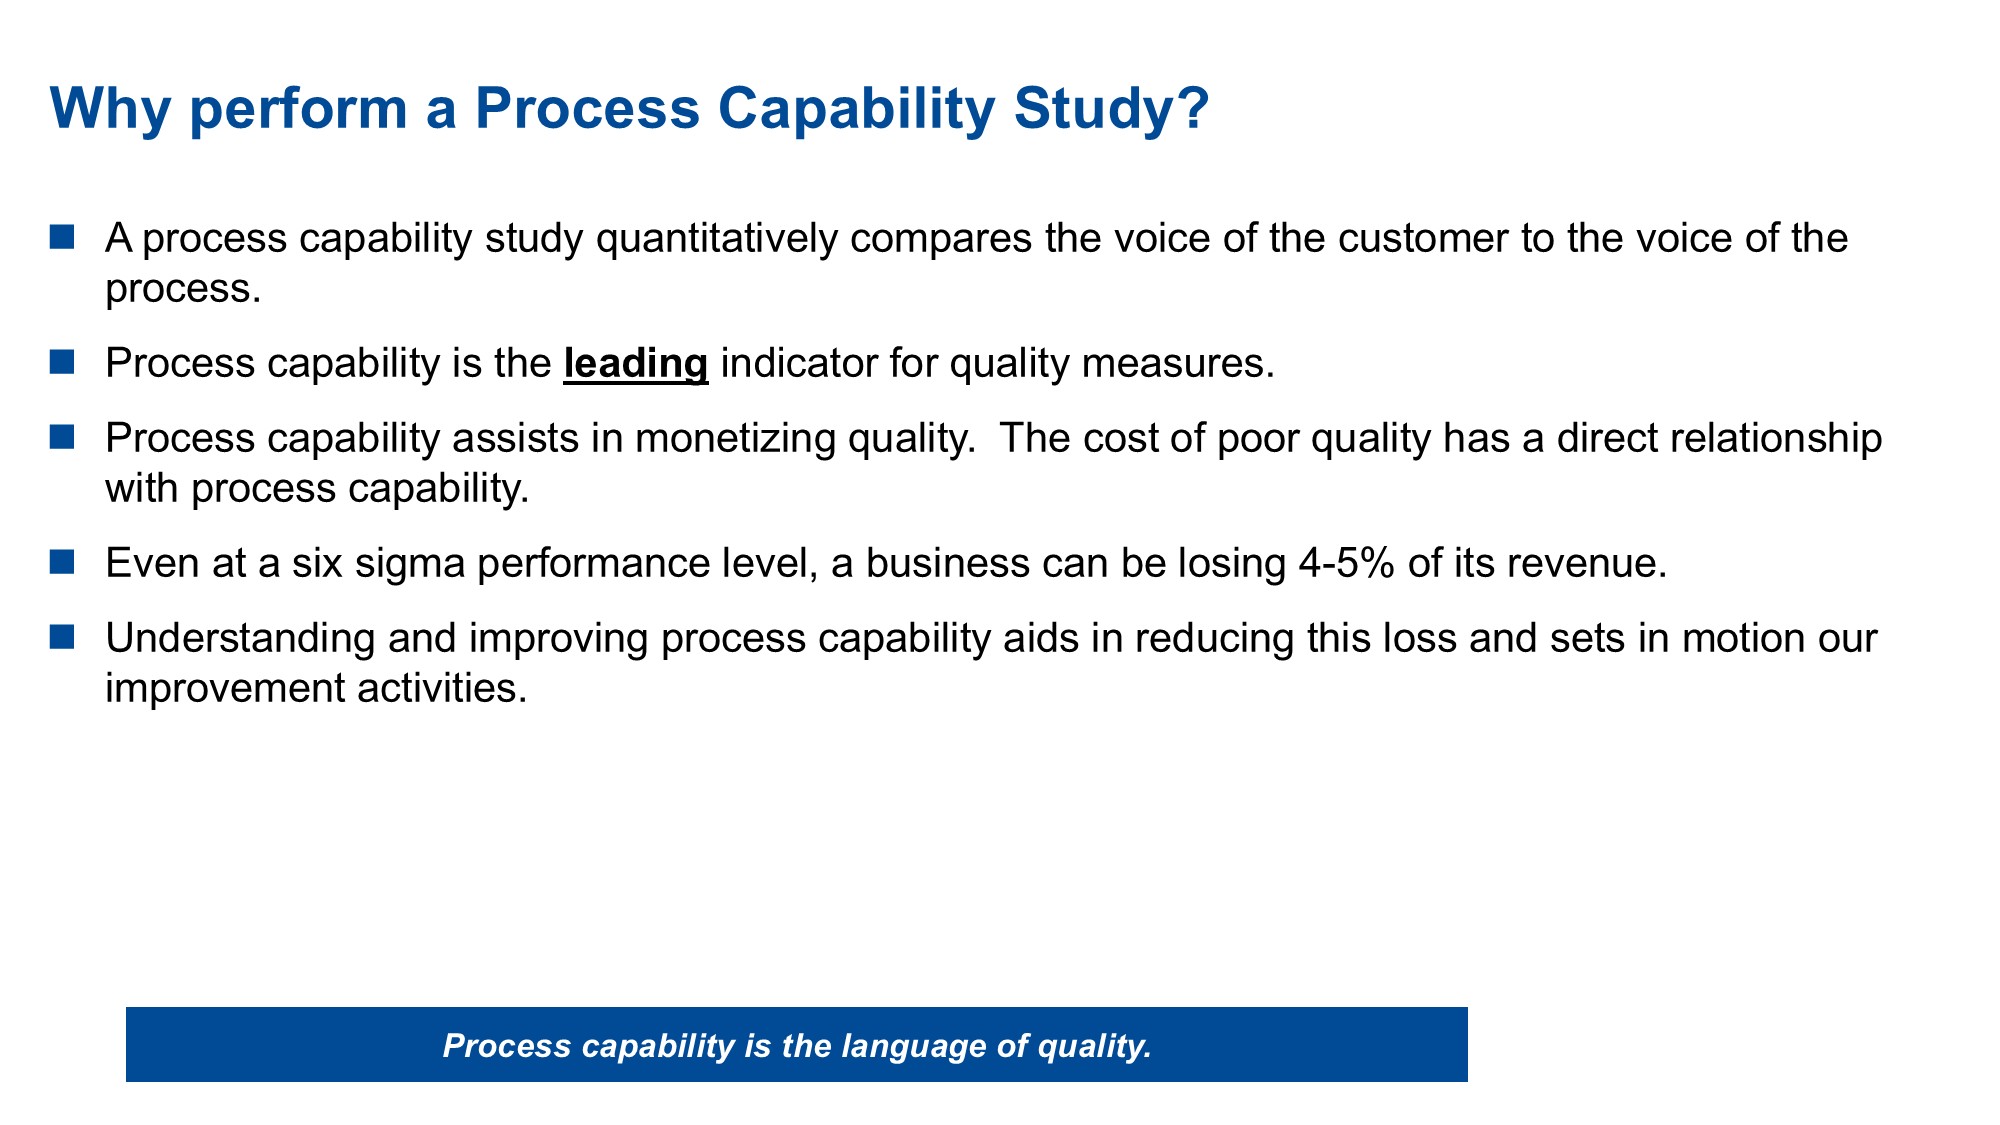 Why perform a Process Capability Study?
A process capability study quantitatively compares the voice of the customer to the voice of the
process.
Process capability is the leading indicator for quality measures.
Process capability assists in monetizing quality.  The cost of poor quality has a direct relationship
with process capability.
Even at a six sigma performance level, a business can be losing 4-5% of its revenue.
Understanding and improving process capability aids in reducing this loss and sets in motion our
improvement activities.
Process capability is the language of quality.